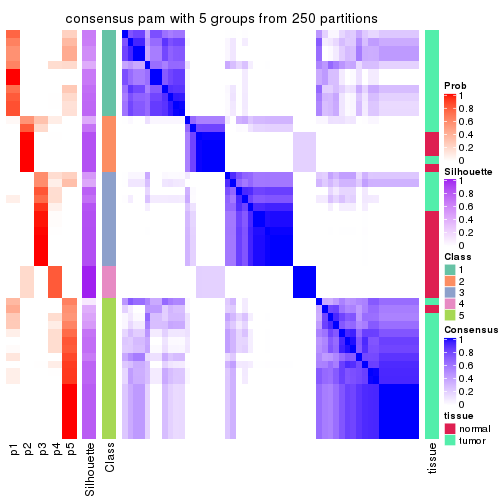 consensus pam with 5 groups from 250 partitions
Prob
1
0.8
0.6
0.4
0.2
0
Silhouette
1
0.8
0.6
0.4
0.2
0
Class
1
2
3
4
5
Consensus
1
0.8
0.6
0.4
0.2
0
tissue
normal
tumor
p1
p2
p3
p4
p5
Silhouette
Class
tissue